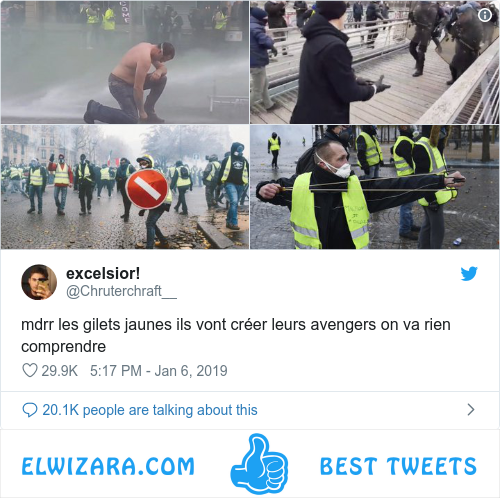 excelsior!
@Chruterchraft__
mdrr les gilets jaunes ils vont créer leurs avengers on va rien
comprendre
29.9K 5:17 PM - Jan 6, 2019
20.1K people are talking about this
ELWIZARA.COM BEST TWEETS